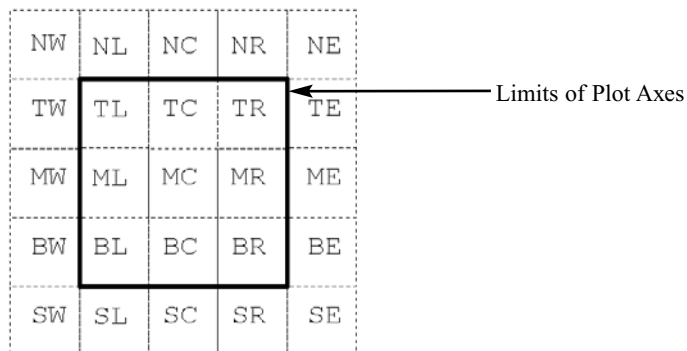 NW NL NC NR NE
TW TL TC TR TE
Limits of Plot Axes
MW ML MC MR ME
BW BL BC BR BE
SW SL SC SR SE